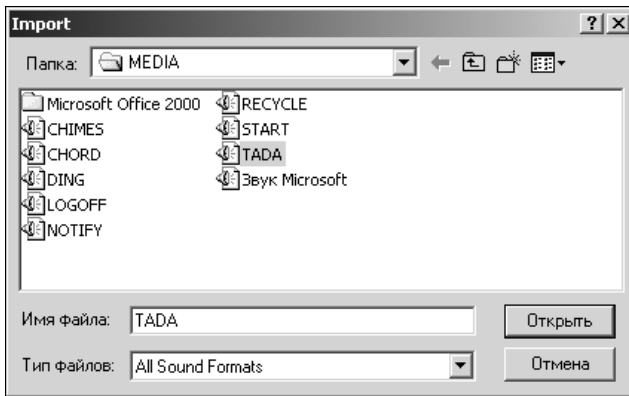 Import
Папка: MEDIA
Microsoft Office 2000 RECYCLE
CHIMES START
CHORD TADA
DING Звук Microsoft
LOGOFF
NOTIFY
Имя файла: TADA Открыть
Тип файлов: All Sound Formats Отмена